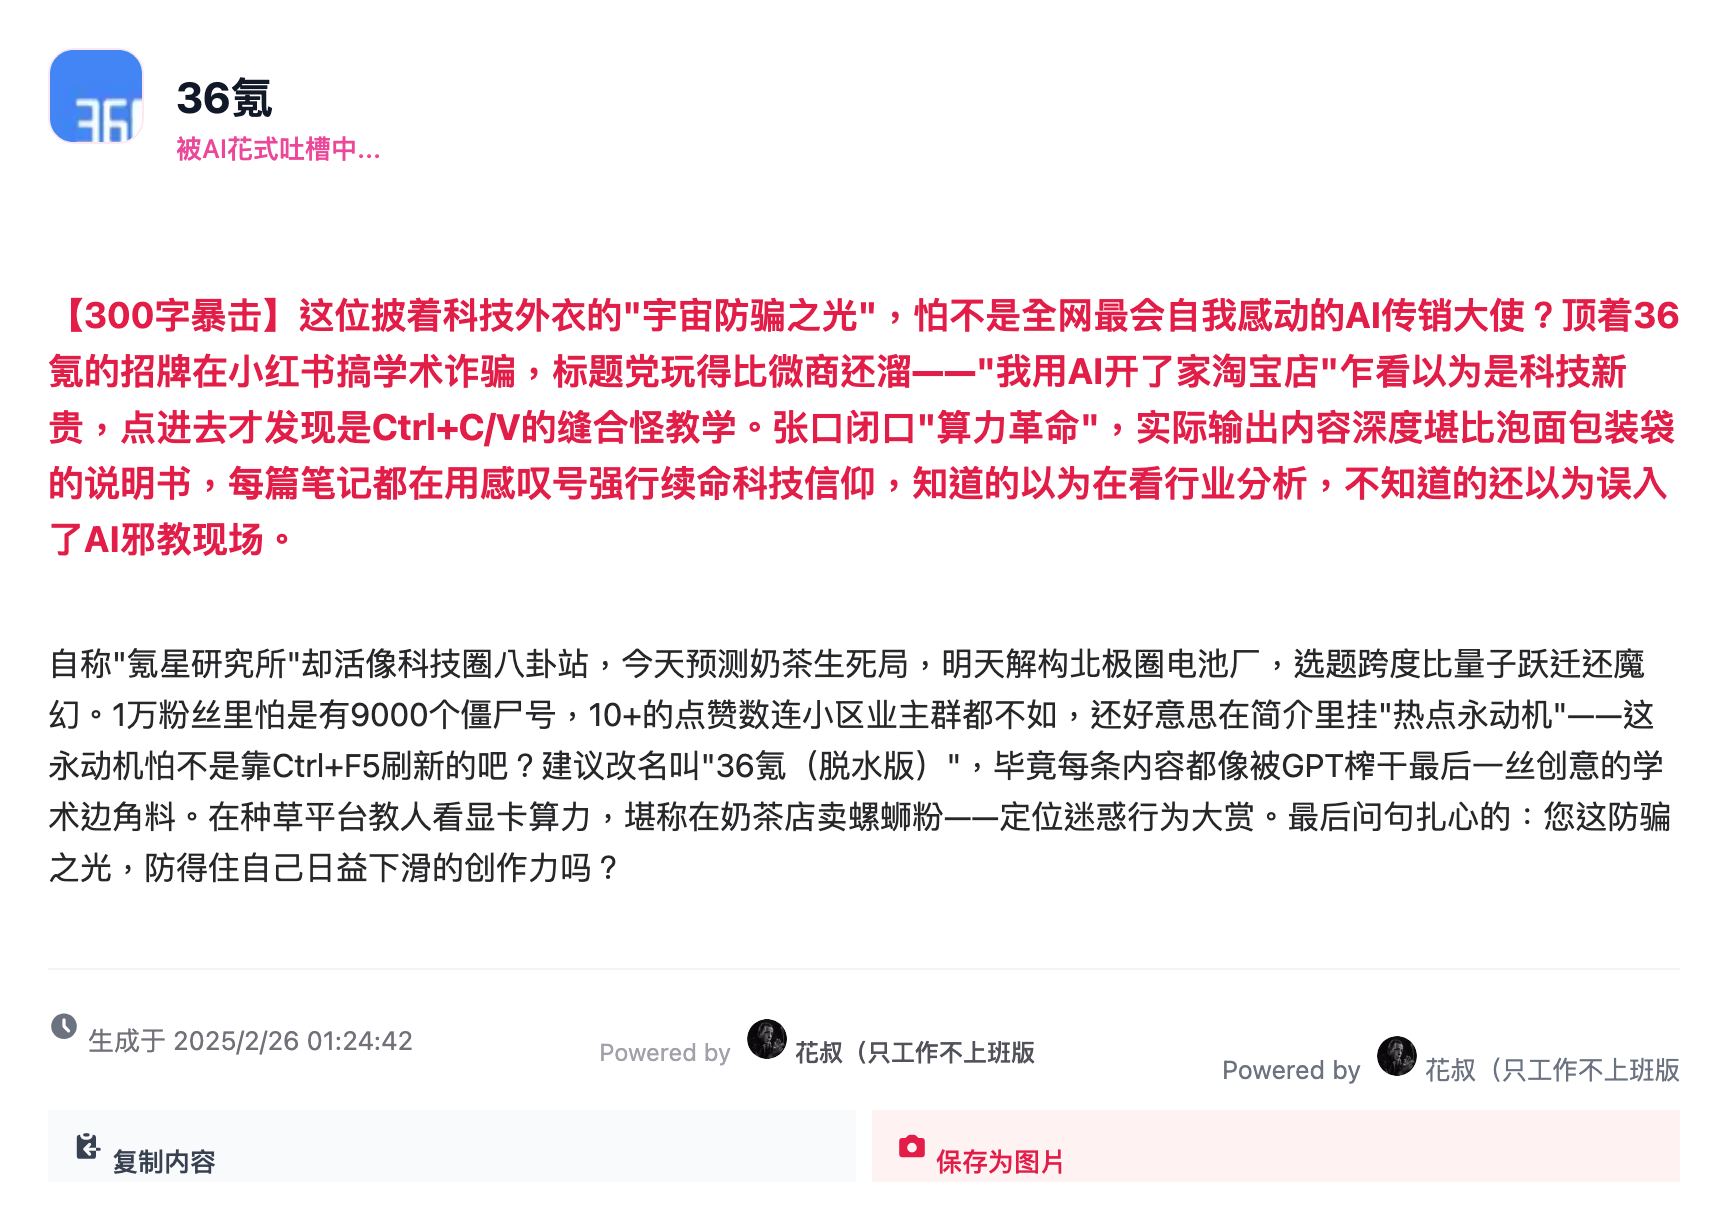 36
36氪
被AI花式吐槽中...
【300字暴击】这位披着科技外衣的"宇宙防骗之光"，怕不是全网最会自我感动的AI传销大使？顶着36
氪的招牌在小红书搞学术诈骗，标题党玩得比微商还溜——"我用AI开了家淘宝店"乍看以为是科技新
贵，点进去才发现是Ctrl+C/V的缝合怪教学。张口闭口"算力革命"，实际输出内容深度堪比泡面包装袋
的说明书，每篇笔记都在用感叹号强行续命科技信仰，知道的以为在看行业分析，不知道的还以为误入
了AI邪教现场。
自称"氪星研究所"却活像科技圈八卦站，今天预测奶茶生死局，明天解构北极圈电池厂，选题跨度比量子跃迁还魔
幻。1万粉丝里怕是有9000个僵尸号，10+的点赞数连小区业主群都不如，还好意思在简介里挂"热点永动机"——这
永动机怕不是靠Ctrl+F5刷新的吧？建议改名叫"36氪（脱水版）"，毕竟每条内容都像被GPT榨干最后一丝创意的学
术边角料。在种草平台教人看显卡算力，堪称在奶茶店卖螺蛳粉——定位迷惑行为大赏。最后问句扎心的：您这防骗
之光，防得住自己日益下滑的创作力吗？
生成于 2025/2/26 01:24:42
Powered by 花叔（只工作不上班版
Powered by 花叔（只工作不上班版
复制内容
保存为图片